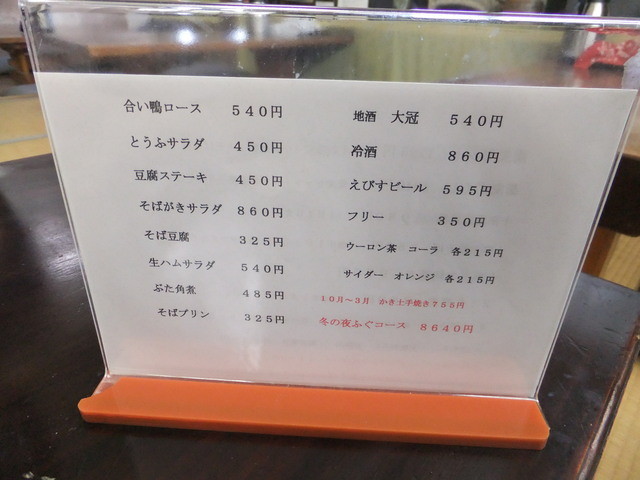 合い鴨ロース 540円
とうふサラダ 450円
豆腐ステーキ 450円
そばがきサラダ 860円
そば豆腐 325円
生ハムサラダ 540円
ぶた角煮 485円
そばプリン 325円
地酒 大冠 540円
冷酒 860円
えびすビール 595円
フリー 350円
ウーロン茶 コーラ 各215円
サイダー オレンジ 各215円
10月~3月 かき土手焼き755円
冬の夜ふぐコース 8640円